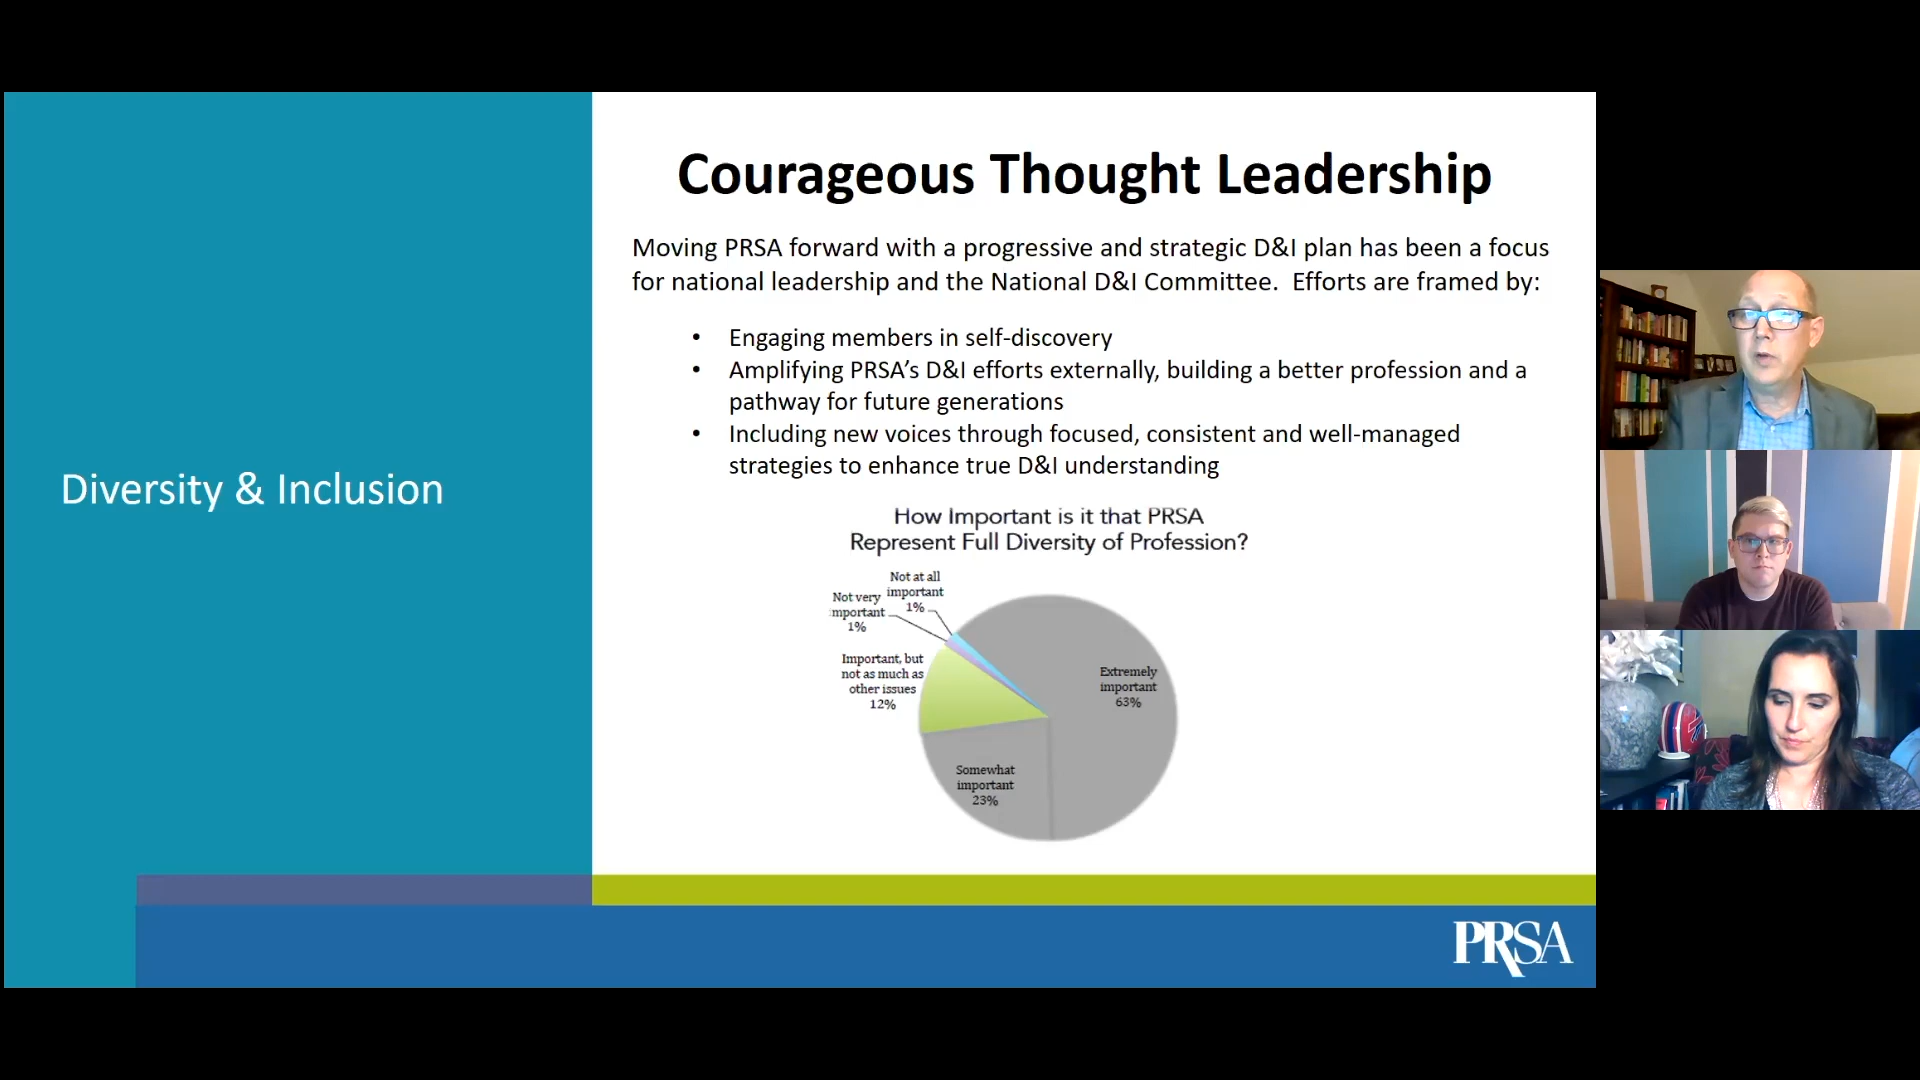 Diversity & Inclusion
Courageous Thought Leadership
Moving PRSA forward with a progressive and strategic D&I plan has been a focus
for national leadership and the National D&I Committee. Efforts are framed by:
• Engaging members in self-discovery
• Amplifying PRSA’s D&I efforts externally, building a better profession and a
pathway for future generations
• Including new voices through focused, consistent and well-managed
strategies to enhance true D&I understanding
How Important is it that PRSA
Represent Full Diversity of Profession?
Not at all
important
1%
Not very
mportant
1%
Important, but
not as much as
other issues
12%
Extremely
important
63%
Somewhat
important
23%
PRSA